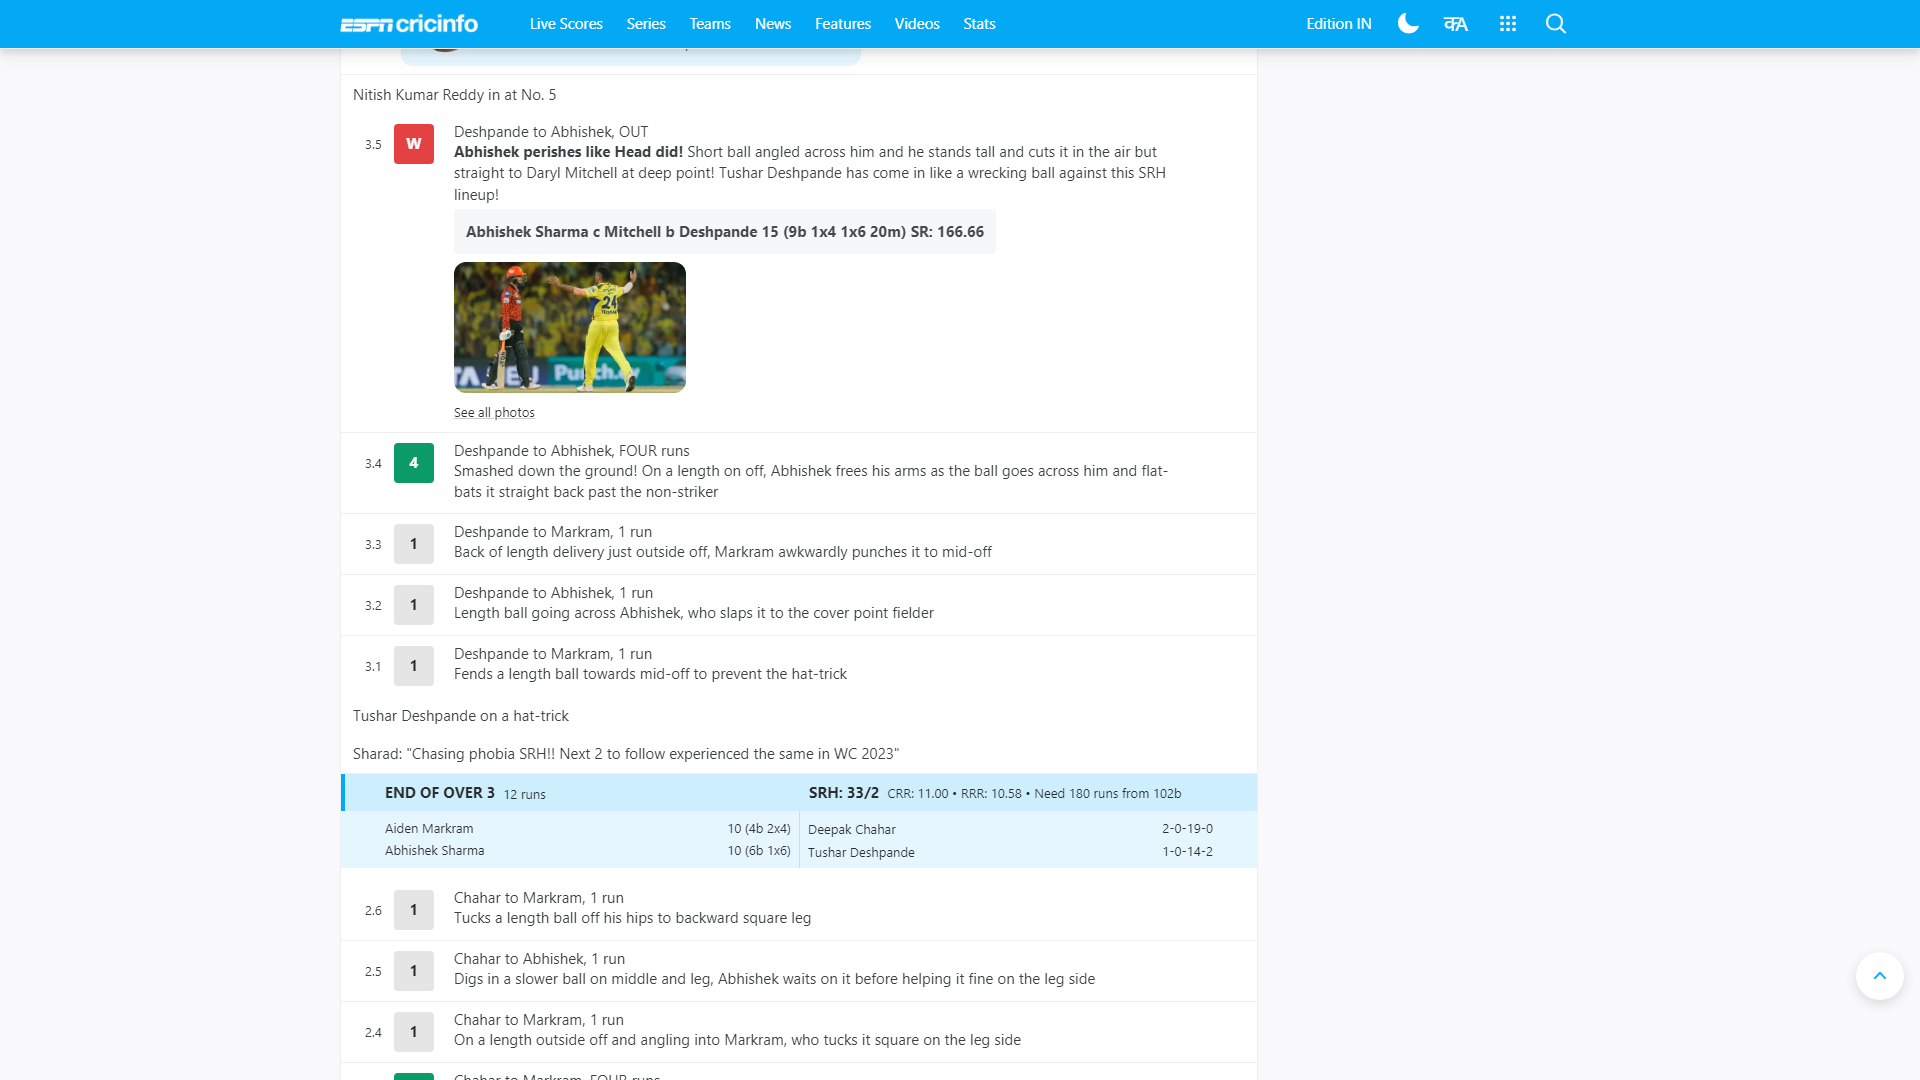 ESPN cricinfo
Live Scores Series Teams News Features Videos Stats
Edition IN
Nitish Kumar Reddy in at No. 5
3.5
W
Deshpande to Abhishek, OUT
Abhishek perishes like Head did! Short ball angled across him and he stands tall and cuts it in the air but
straight to Daryl Mitchell at deep point! Tushar Deshpande has come in like a wrecking ball against this SRH
lineup!
Abhishek Sharma c Mitchell b Deshpande 15 (9b 1x4 1x6 20m) SR: 166.66
24
See all photos
3.4
4
Deshpande to Abhishek, FOUR runs
Smashed down the ground! On a length on off, Abhishek frees his arms as the ball goes across him and flat-
bats it straight back past the non-striker
3.3
1
Deshpande to Markram, 1 run
Back of length delivery just outside off, Markram awkwardly punches it to mid-off
3.2
1
Deshpande to Abhishek, 1 run
Length ball going across Abhishek, who slaps it to the cover point fielder
3.1
1
Deshpande to Markram, 1 run
Fends a length ball towards mid-off to prevent the hat-trick
Tushar Deshpande on a hat-trick
Sharad: "Chasing phobia SRH!! Next 2 to follow experienced the same in WC 2023"
END OF OVER 3 12 runs
SRH: 33/2 CRR: 11.00 • RRR: 10.58 • Need 180 runs from 102b
Aiden Markram 10 (4b 2x4)
Abhishek Sharma 10 (6b 1x6)
Deepak Chahar 2-0-19-0
Tushar Deshpande 1-0-14-2
2.6
1
Chahar to Markram, 1 run
Tucks a length ball off his hips to backward square leg
2.5
1
Chahar to Abhishek, 1 run
Digs in a slower ball on middle and leg, Abhishek waits on it before helping it fine on the leg side
2.4
1
Chahar to Markram, 1 run
On a length outside off and angling into Markram, who tucks it square on the leg side
Chahar to Markram, FOUR runs